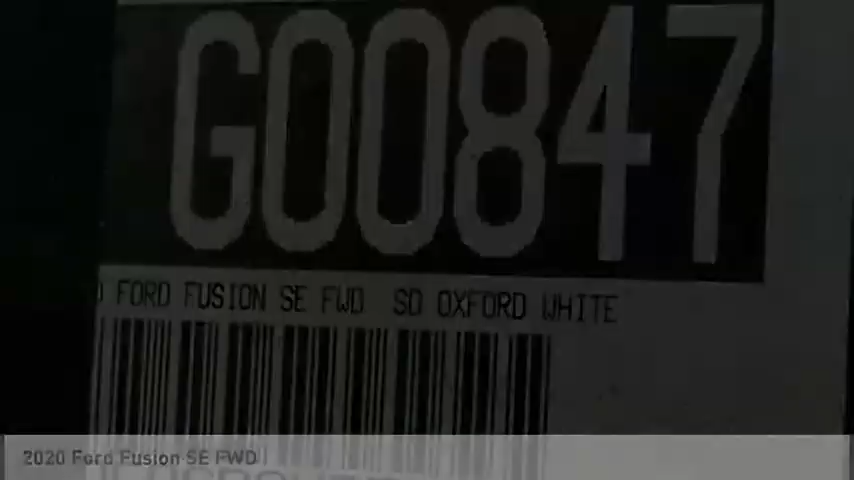 G00847
FORD FUSION SE FWD SD OXFORD WHITE
2020 Ford Fusion SE FWD